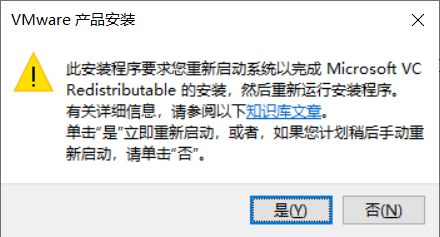 VMware 产品安装
此安装程序要求您重新启动系统以完成 Microsoft VC
Redistributable 的安装，然后重新运行安装程序。
有关详细信息，请参阅以下知识库文章。
单击“是”立即重新启动，或者，如果您计划稍后手动重
新启动，请单击“否”。
是(Y)
否(N)